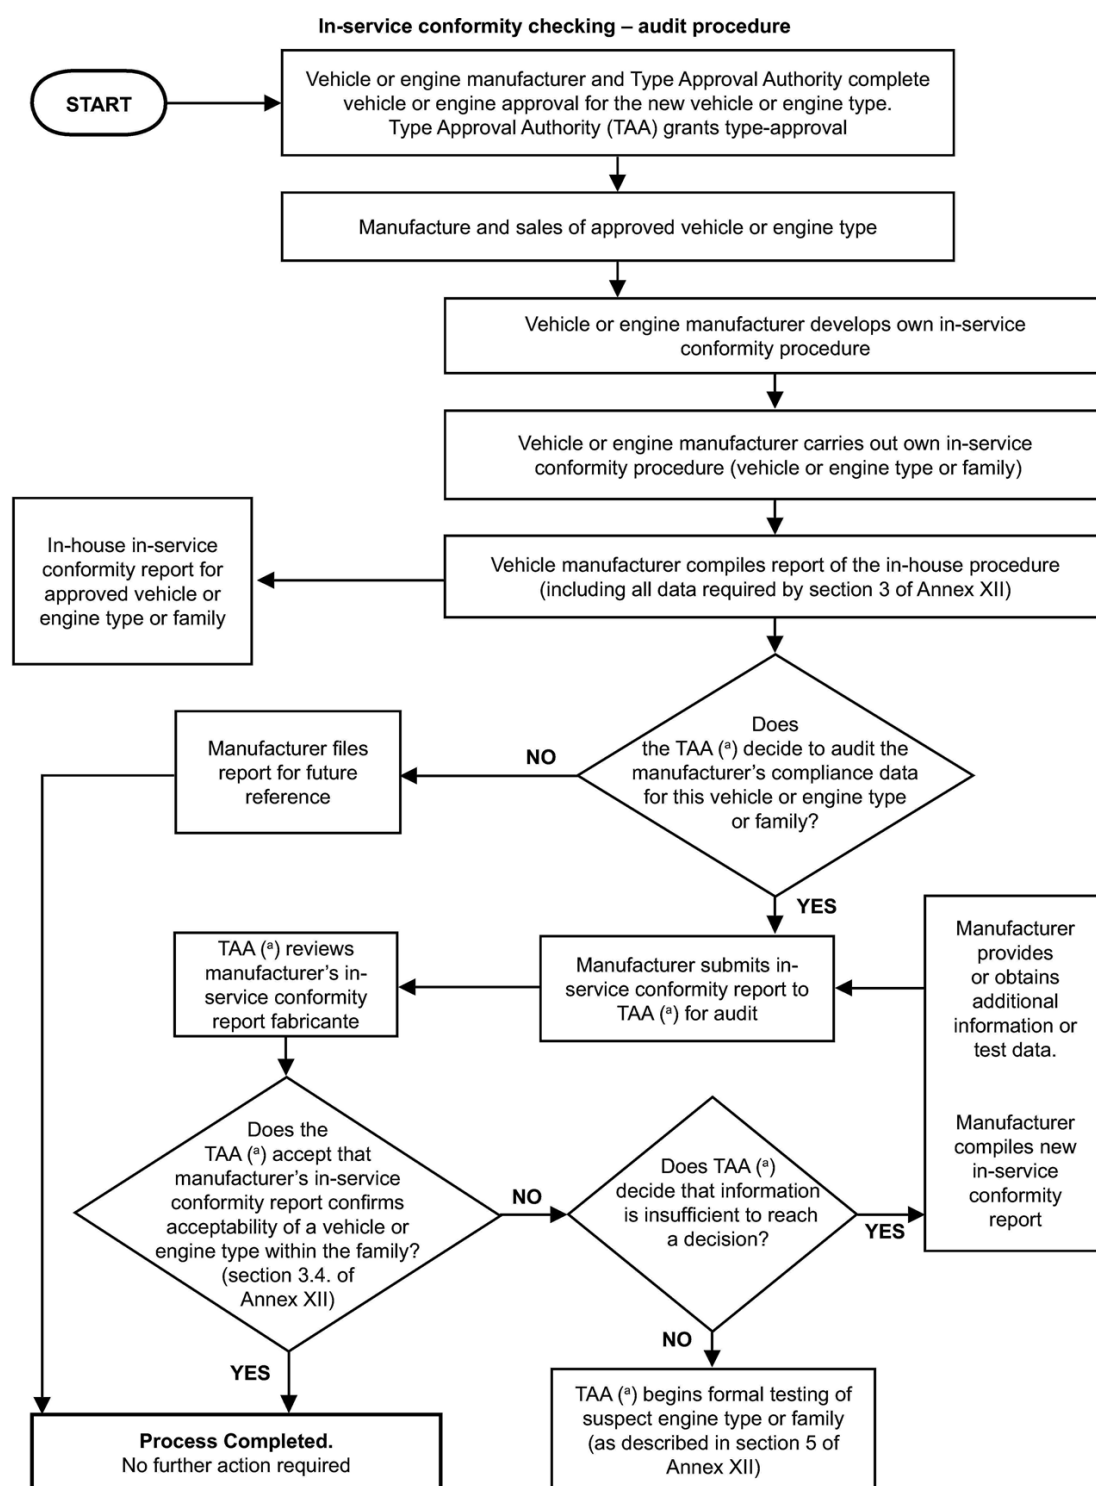 In-service conformity checking – audit procedure
START
Vehicle or engine manufacturer and Type Approval Authority complete
vehicle or engine approval for the new vehicle or engine type.
Type Approval Authority (TAA) grants type-approval
Manufacture and sales of approved vehicle or engine type
Vehicle or engine manufacturer develops own in-service
conformity procedure
Vehicle or engine manufacturer carries out own in-service
conformity procedure (vehicle or engine type or family)
In-house in-service
conformity report for
approved vehicle or
engine type or family
Vehicle manufacturer compiles report of the in-house procedure
(including all data required by section 3 of Annex XII)
Does
the TAA (ᵃ) decide to audit the
manufacturer’s compliance data
for this vehicle or engine type
or family?
NO
Manufacturer files
report for future
reference
YES
Manufacturer submits in-
service conformity report to
TAA (ᵃ) for audit
TAA (ᵃ) reviews
manufacturer’s in-
service conformity
report fabricante
Manufacturer
provides
or obtains
additional
information or
test data.
Manufacturer
compiles new
in-service
conformity
report
Does the
TAA (ᵃ) accept that
manufacturer’s in-service
conformity report confirms
acceptability of a vehicle or
engine type within the family?
(section 3.4. of
Annex XII)
NO
Does TAA (ᵃ)
decide that information
is insufficient to reach
a decision?
YES
NO
YES
TAA (ᵃ) begins formal testing of
suspect engine type or family
(as described in section 5 of
Annex XII)
Process Completed.
No further action required